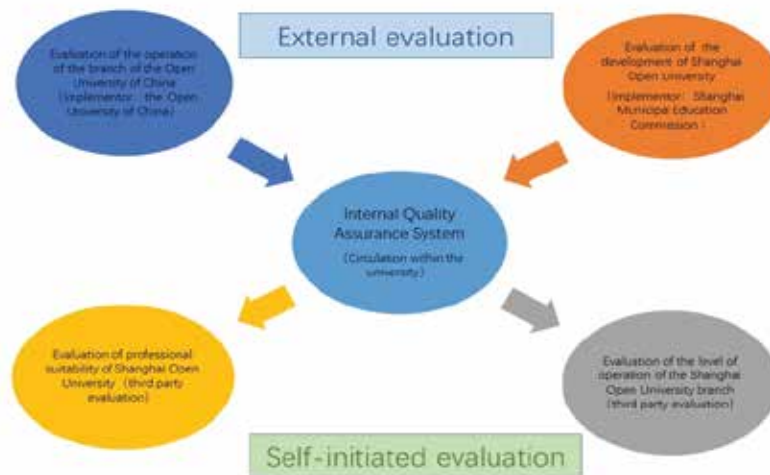 External evaluation
Evaluation of the operation
of the branch of the Open
University of China
(Implementor: the Open
University of China)
Evaluation of the
development of Shanghai
Open University
(Implementor: Shanghai
Municipal Education
Commission)
Internal Quality
Assurance System
(Circulation within the
university)
Evaluation of professional
suitability of Shanghai Open
University (third party
evaluation)
Evaluation of the level of
operation of the Shanghai
Open University branch
(third party evaluation)
Self-initiated evaluation